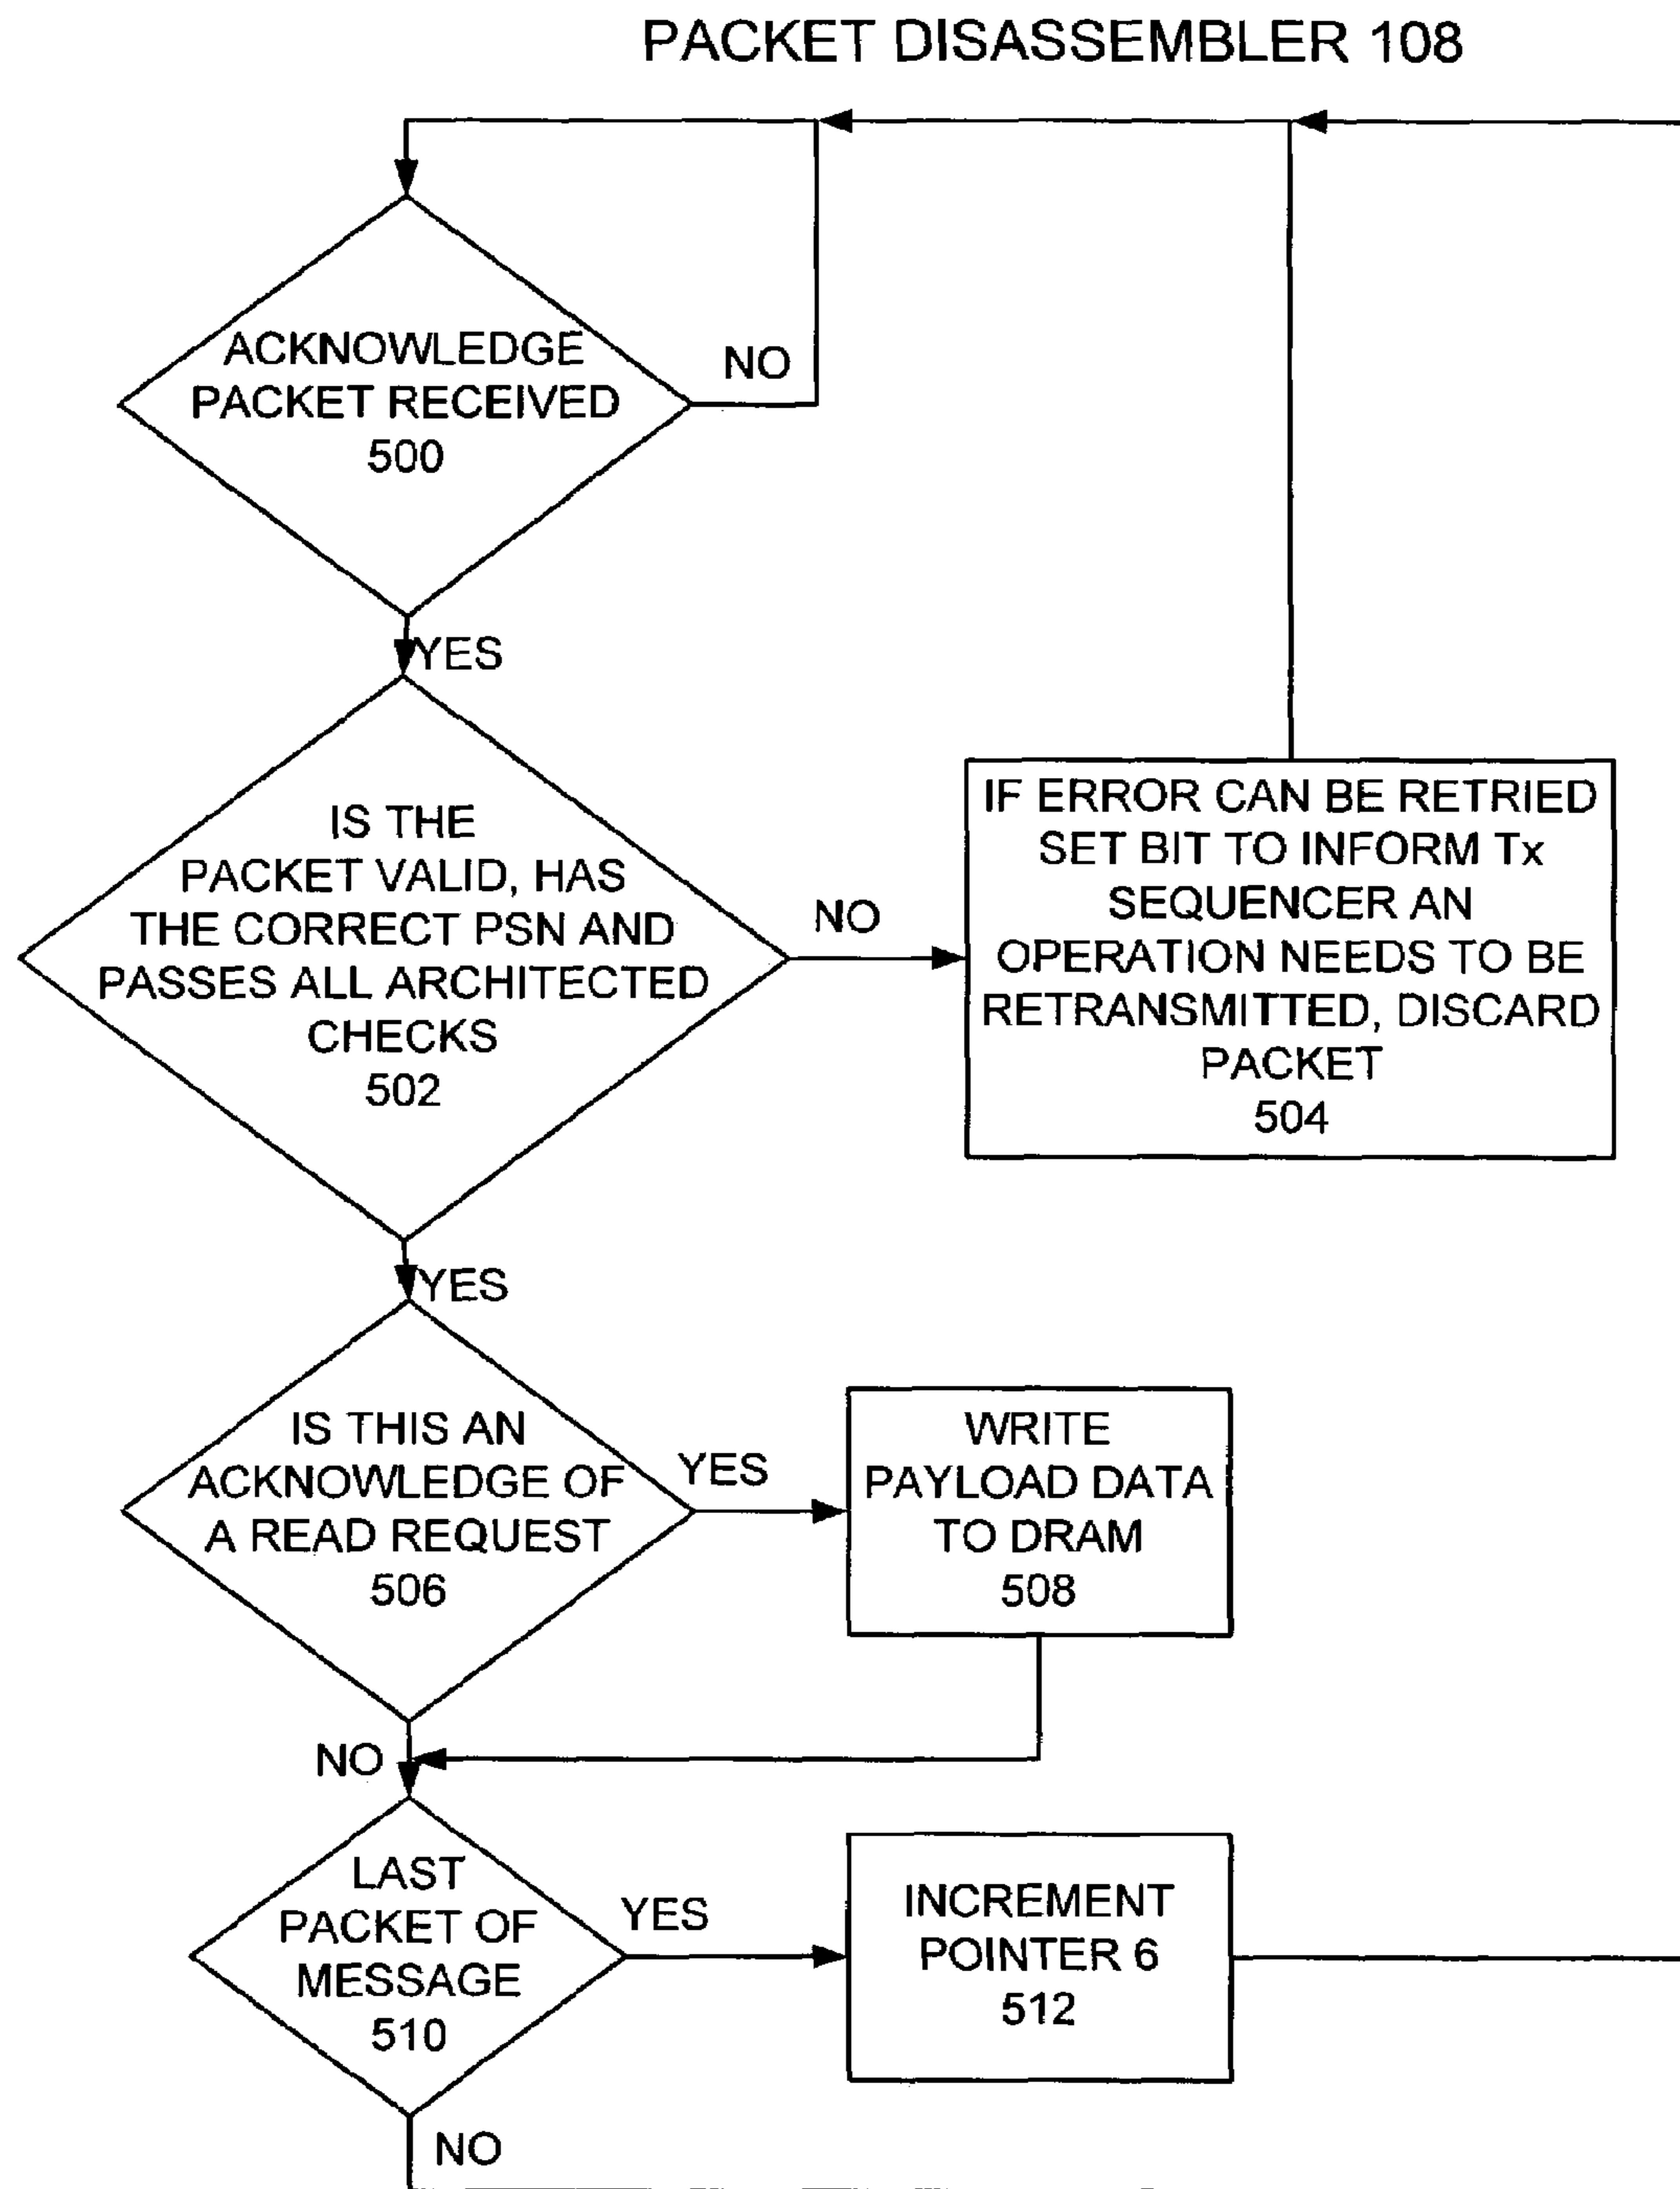 PACKET DISASSEMBLER 108
ACKNOWLEDGE
PACKET RECEIVED
500
NO
YES
IS THE
PACKET VALID, HAS
THE CORRECT PSN AND
PASSES ALL ARCHITECTED
CHECKS
502
NO
IF ERROR CAN BE RETRIED
SET BIT TO INFORM Tx
SEQUENCER AN
OPERATION NEEDS TO BE
RETRANSMITTED, DISCARD
PACKET
504
YES
IS THIS AN
ACKNOWLEDGE OF
A READ REQUEST
506
YES
WRITE
PAYLOAD DATA
TO DRAM
508
NO
LAST
PACKET OF
MESSAGE
510
YES
INCREMENT
POINTER 6
512
NO